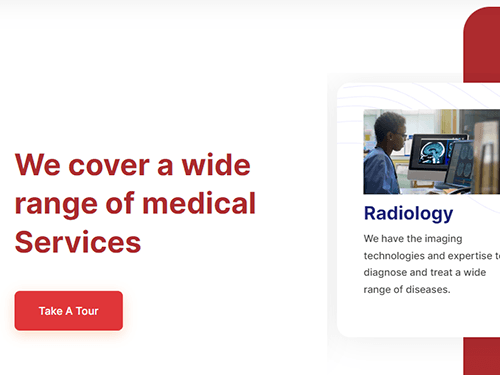 We cover a wide
range of medical
Services
Take A Tour
Radiology
We have the imaging
technologies and expertise
diagnose and treat a wide
range of diseases.